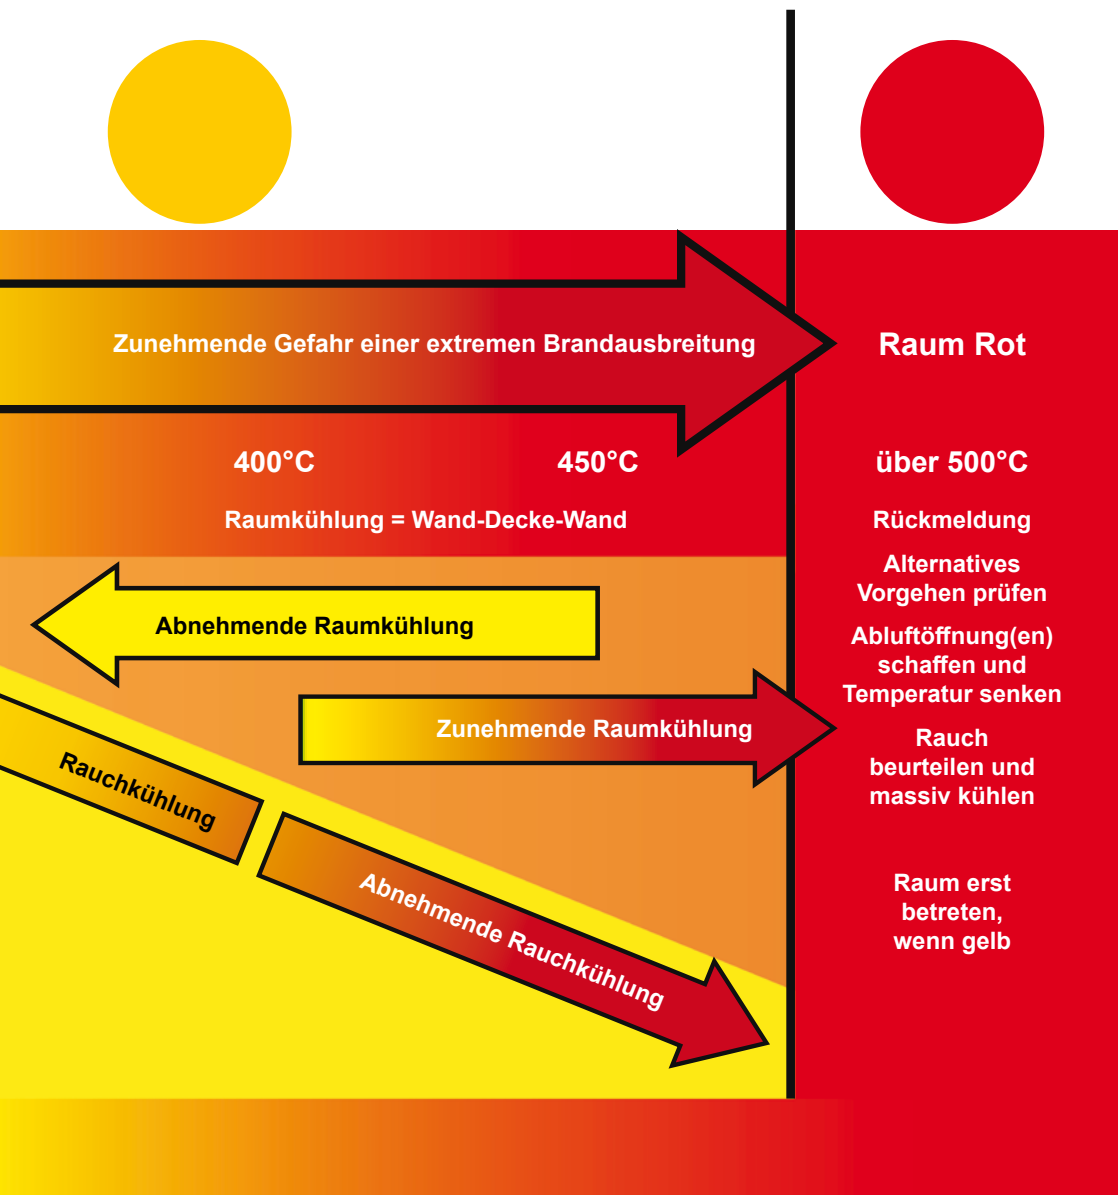 Zunehmende Gefahr einer extremen Brandausbreitung
400°C
450°C
Raumkühlung = Wand-Decke-Wand
Abnehmende Raumkühlung
Zunehmende Raumkühlung
Rauchkühlung
Abnehmende Rauchkühlung
Raum Rot
über 500°C
Rückmeldung
Alternatives
Vorgehen prüfen
Abluftöffnung(en)
schaffen und
Temperatur senken
Rauch
beurteilen und
massiv kühlen
Raum erst
betreten,
wenn gelb